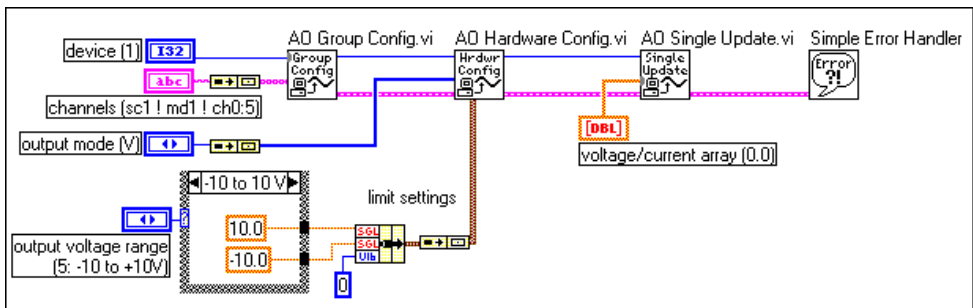 AO Group Config.vi
AO Hardware Config.vi
AO Single Update.vi
Simple Error Handler
device (1)
I32
Group
Config
Hrdwr
Config
Single
Update
Error
?!
abc
channels (sc1 ! md1 ! ch0:5)
output mode (V)
[DBL]
voltage/current array (0.0)
-10 to 10 V
limit settings
?
output voltage range
(5: -10 to +10V)
10.0
-10.0
SGL
SGL
U16
0